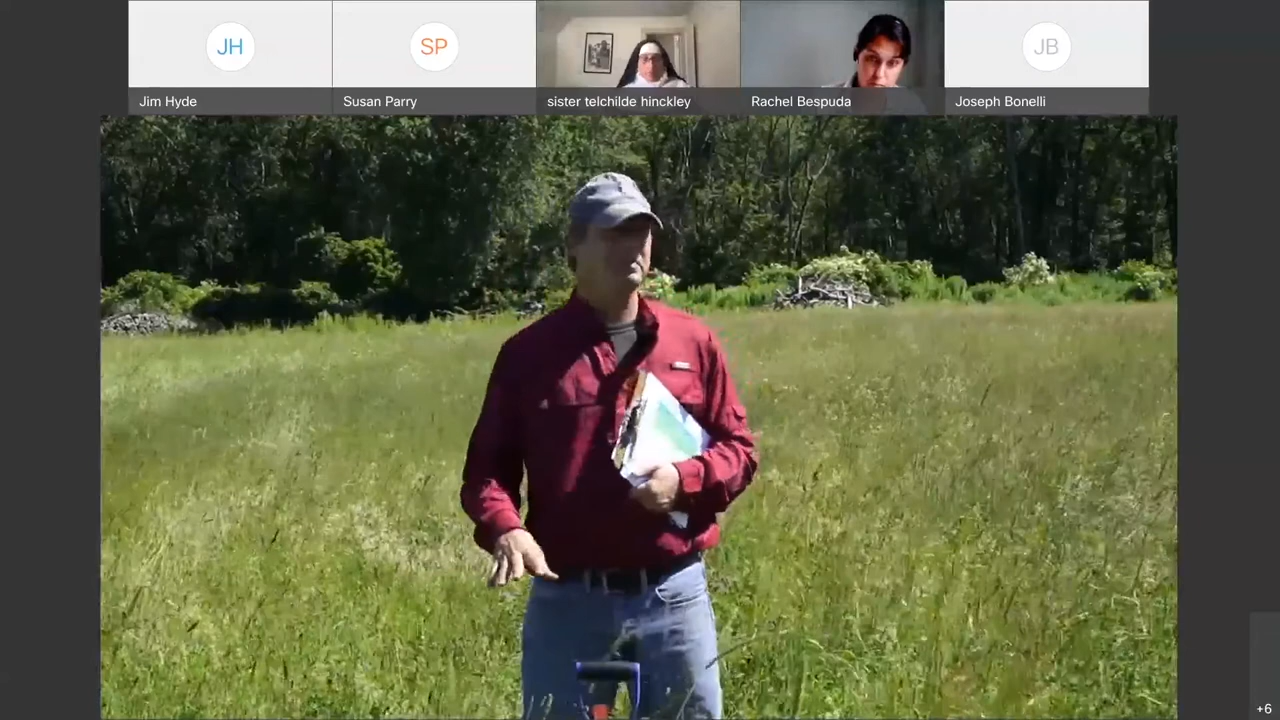 JH
Jim Hyde
SP
Susan Parry
sister telchilde hinckley
Rachel Bespuda
JB
Joseph Bonelli
+6